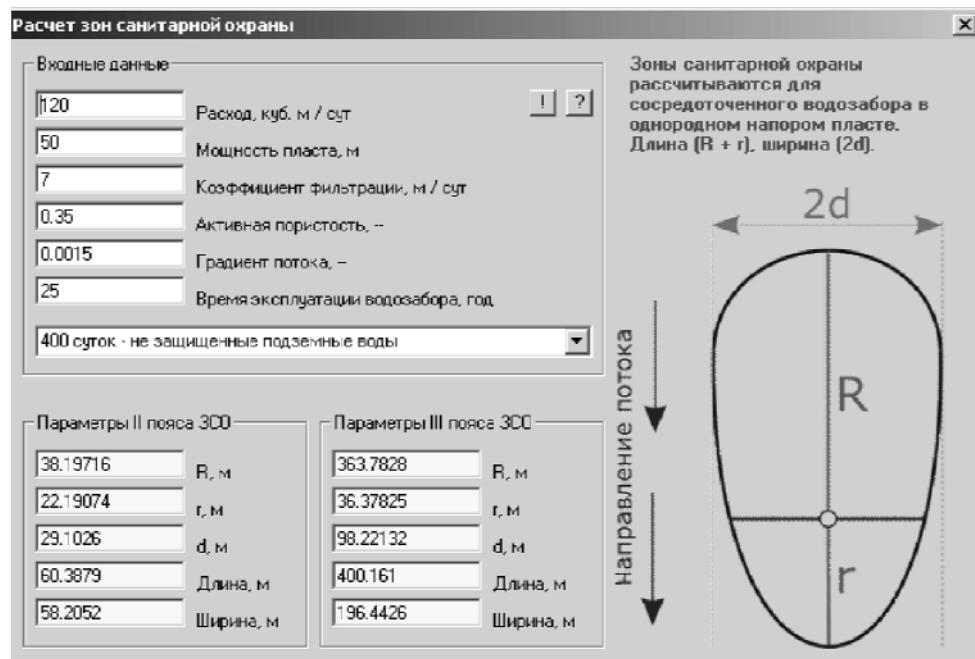 Расчет зон санитарной охраны
Входные данные
120
Расход, куб. м / сут
!
?
50
Мощность пласта, м
7
Коэффициент фильтрации, м / сут
0.35
Активная пористость, --
0.0015
Градиент потока, --
25
Время эксплуатации водозабора, год
400 суток - не защищенные подземные воды
Зоны санитарной охраны
рассчитываются для
сосредоточенного водозабора в
однородном напором пласте.
Длина (R + r), ширина (2d).
2d
R
r
Направление потока
Параметры II пояса ЗСО
38.19716
R, м
22.19074
r, м
29.1026
d, м
60.3879
Длина, м
58.2052
Ширина, м
Параметры III пояса ЗСО
363.7828
R, м
36.37825
r, м
98.22132
d, м
400.161
Длина, м
196.4426
Ширина, м